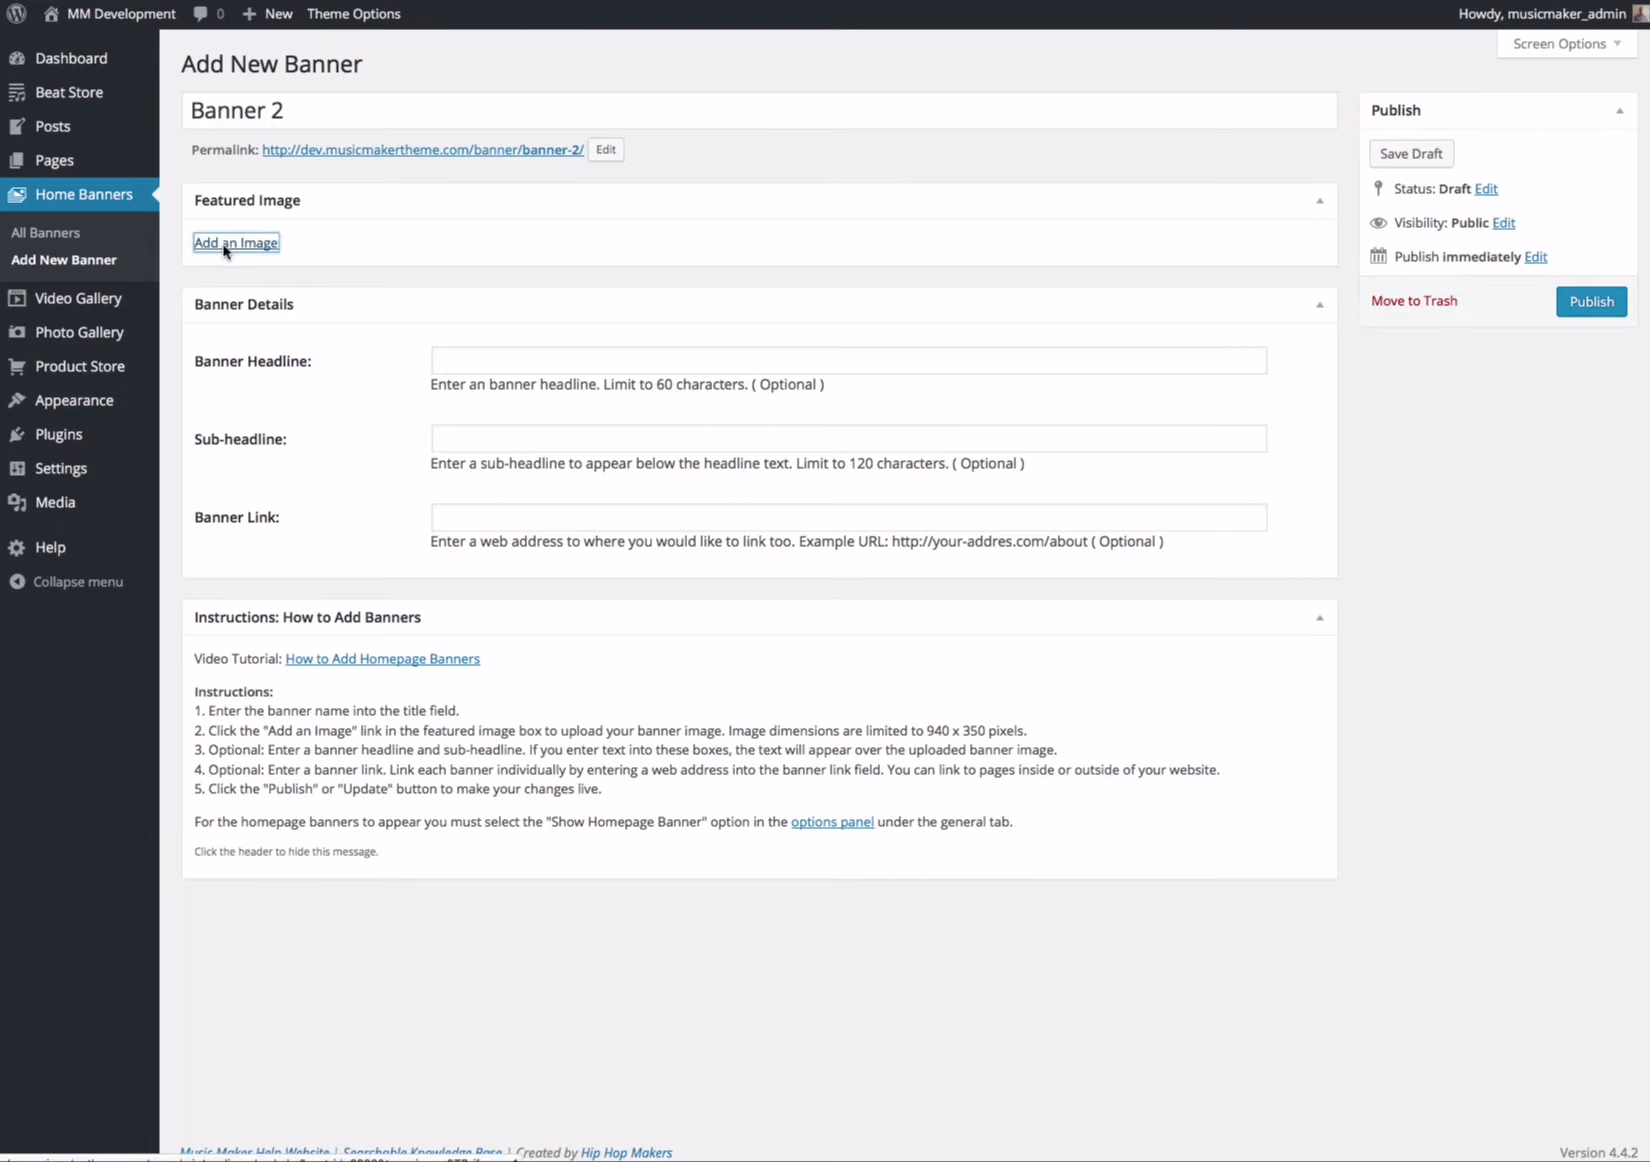 MM Development 0 New Theme Options Howdy, musicmaker_admin
Screen Options
Dashboard
Beat Store
Posts
Pages
Home Banners
All Banners
Add New Banner
Video Gallery
Photo Gallery
Product Store
Appearance
Plugins
Settings
Media
Help
Collapse menu
Add New Banner
Banner 2
Permalink: http://dev.musicmakertheme.com/banner/banner-2/ Edit
Featured Image
Add an Image
Banner Details
Banner Headline:
Enter an banner headline. Limit to 60 characters. ( Optional )
Sub-headline:
Enter a sub-headline to appear below the headline text. Limit to 120 characters. ( Optional )
Banner Link:
Enter a web address to where you would like to link too. Example URL: http://your-addres.com/about ( Optional )
Instructions: How to Add Banners
Video Tutorial: How to Add Homepage Banners
Instructions:
1. Enter the banner name into the title field.
2. Click the "Add an Image" link in the featured image box to upload your banner image. Image dimensions are limited to 940 x 350 pixels.
3. Optional: Enter a banner headline and sub-headline. If you enter text into these boxes, the text will appear over the uploaded banner image.
4. Optional: Enter a banner link. Link each banner individually by entering a web address into the banner link field. You can link to pages inside or outside of your website.
5. Click the "Publish" or "Update" button to make your changes live.
For the homepage banners to appear you must select the "Show Homepage Banner" option in the options panel under the general tab.
Click the header to hide this message.
Publish
Save Draft
Status: Draft Edit
Visibility: Public Edit
Publish immediately Edit
Move to Trash Publish
Music Maker Help Website | Searchable Knowledge Base | Created by Hip Hop Makers
Version 4.4.2